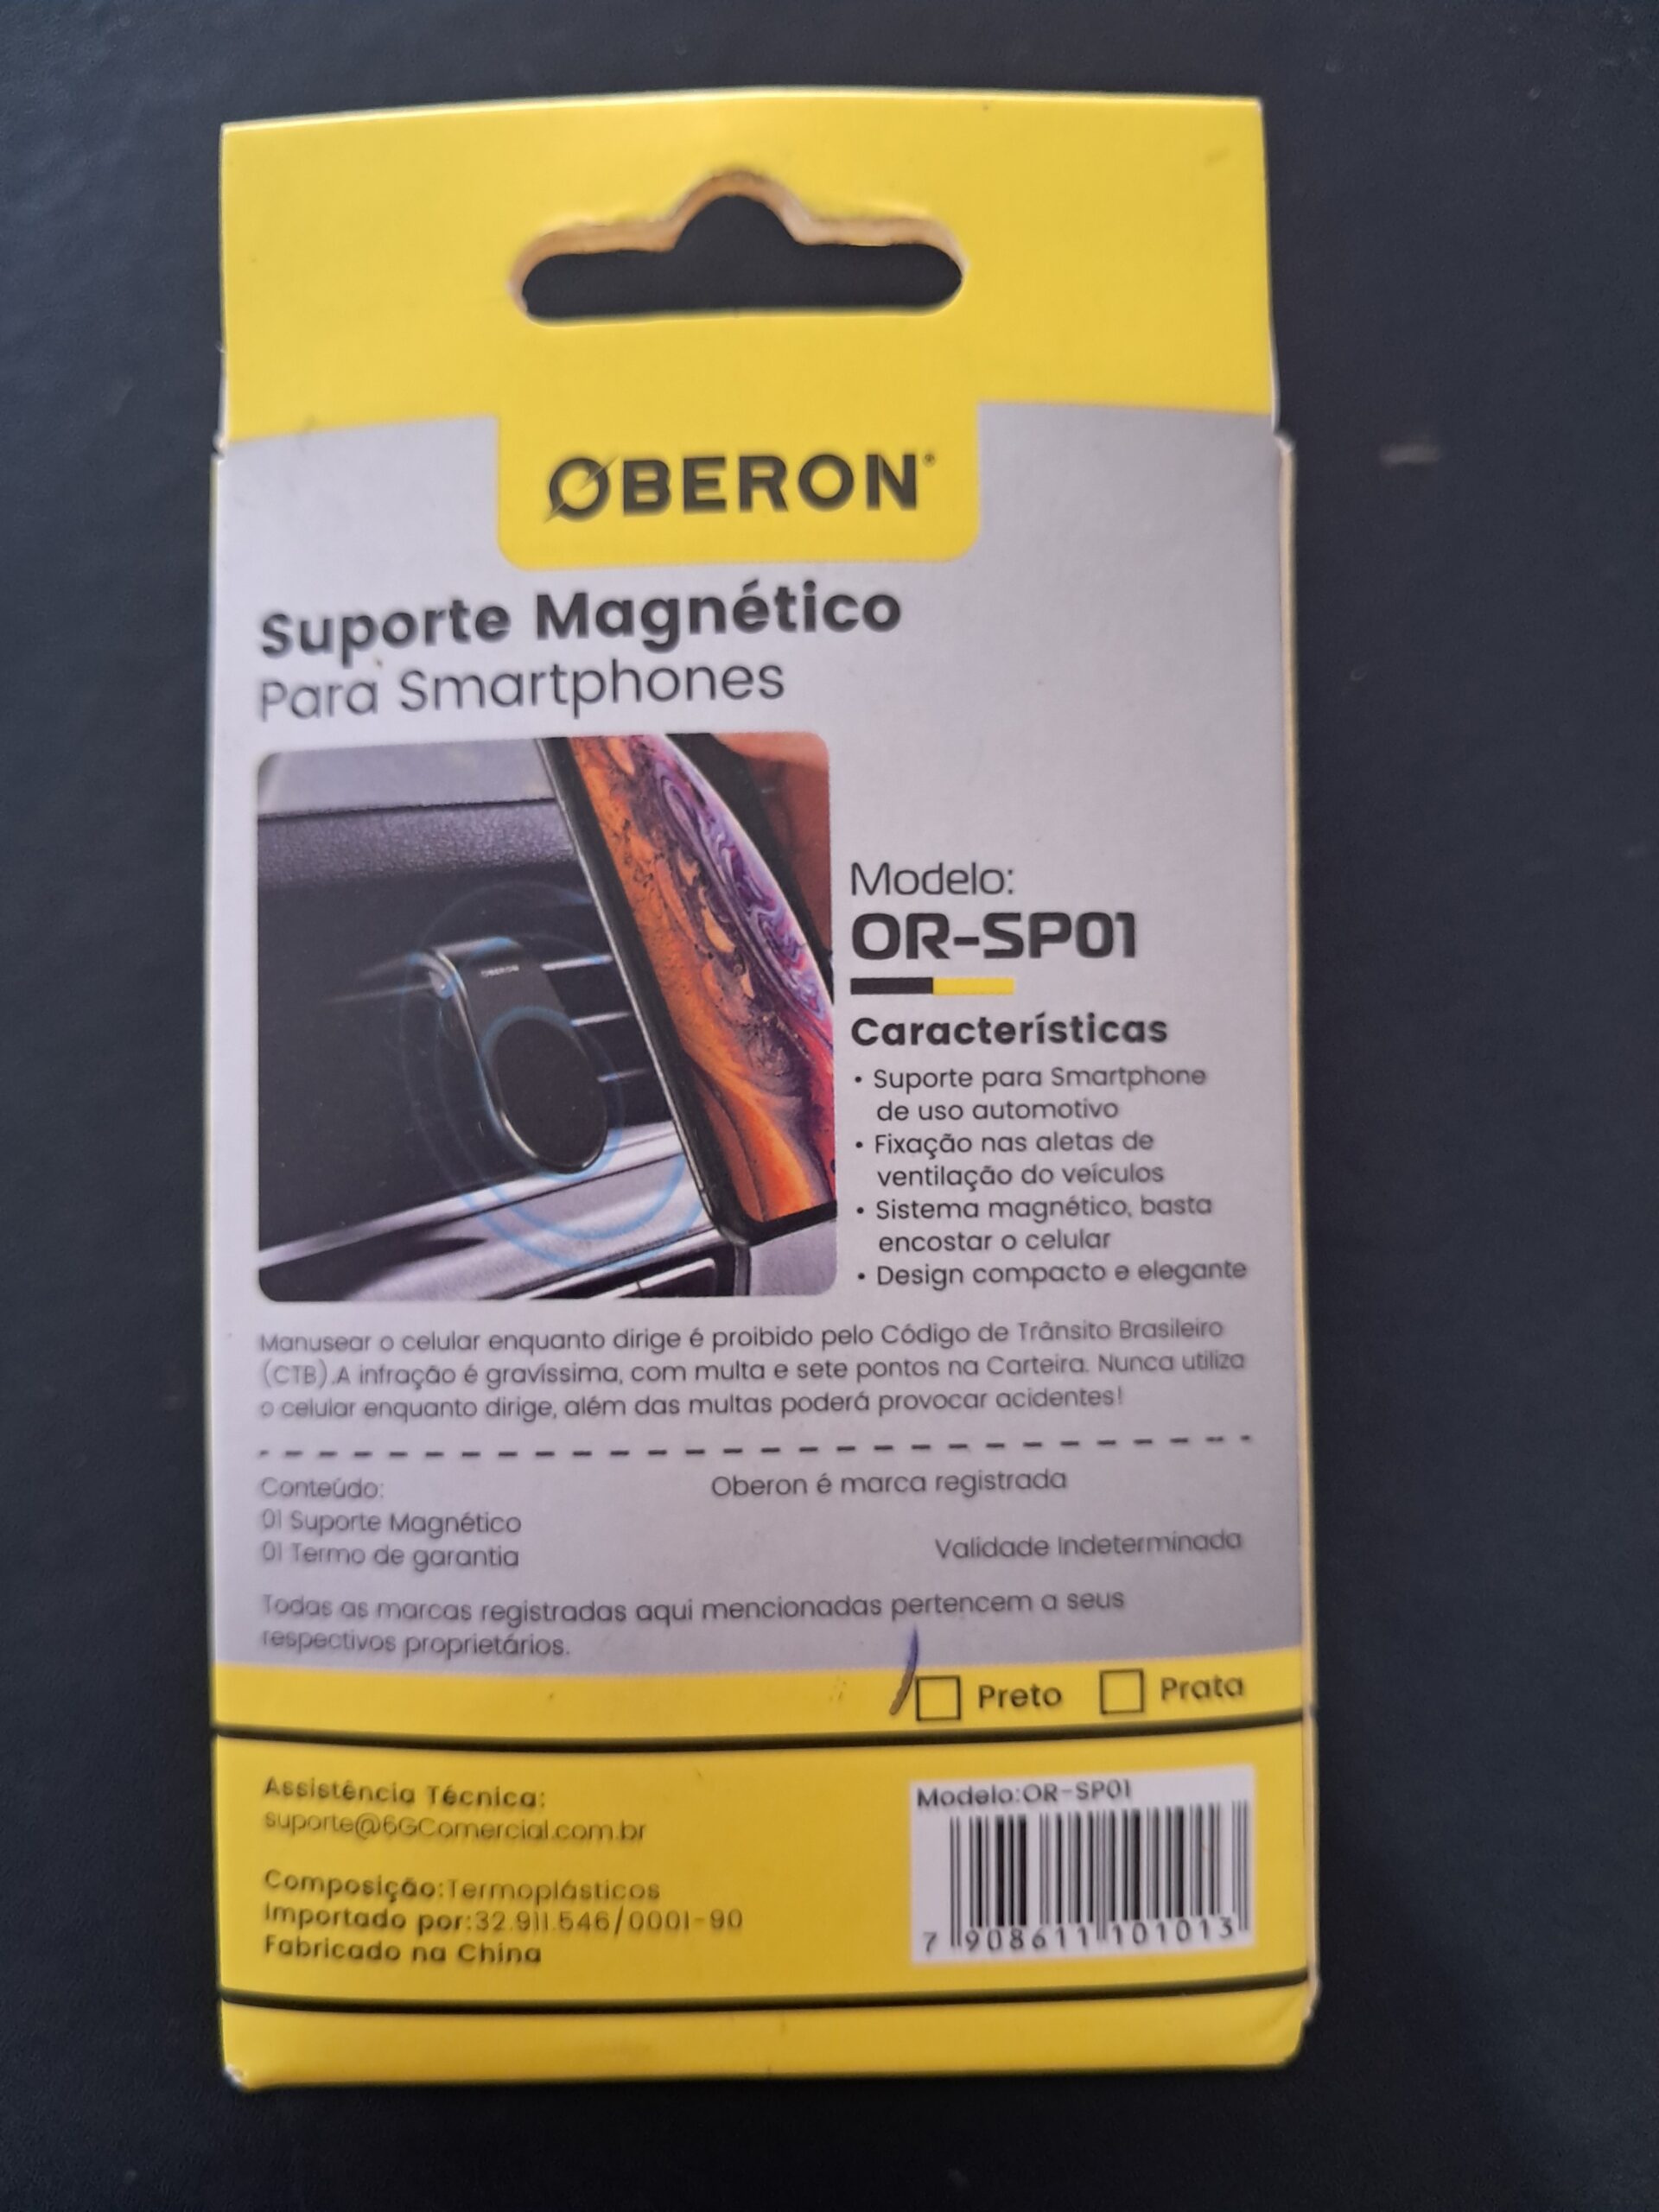 OBERON
Suporte Magnético
Para Smartphones
OBERON
Modelo:
OR-SP01
Características
• Suporte para Smartphone
de uso automotivo
• Fixação nas aletas de
ventilação do veículos
• Sistema magnético, basta
encostar o celular
• Design compacto e elegante
Manusear o celular enquanto dirige é proibido pelo Código de Trânsito Brasileiro
(CTB).A infração é gravíssima, com multa e sete pontos na Carteira. Nunca utiliza
o celular enquanto dirige, além das multas poderá provocar acidentes!
Conteúdo:
01 Suporte Magnético
01 Termo de garantia
Oberon é marca registrada
Validade Indeterminada
Todas as marcas registradas aqui mencionadas pertencem a seus
respectivos proprietários.
Preto Prata
Assistência Técnica:
suporte@6GComercial.com.br
Composição:Termoplásticos
Importado por:32.911.546/0001-90
Fabricado na China
Modelo:OR-SP01
7 908611 101013